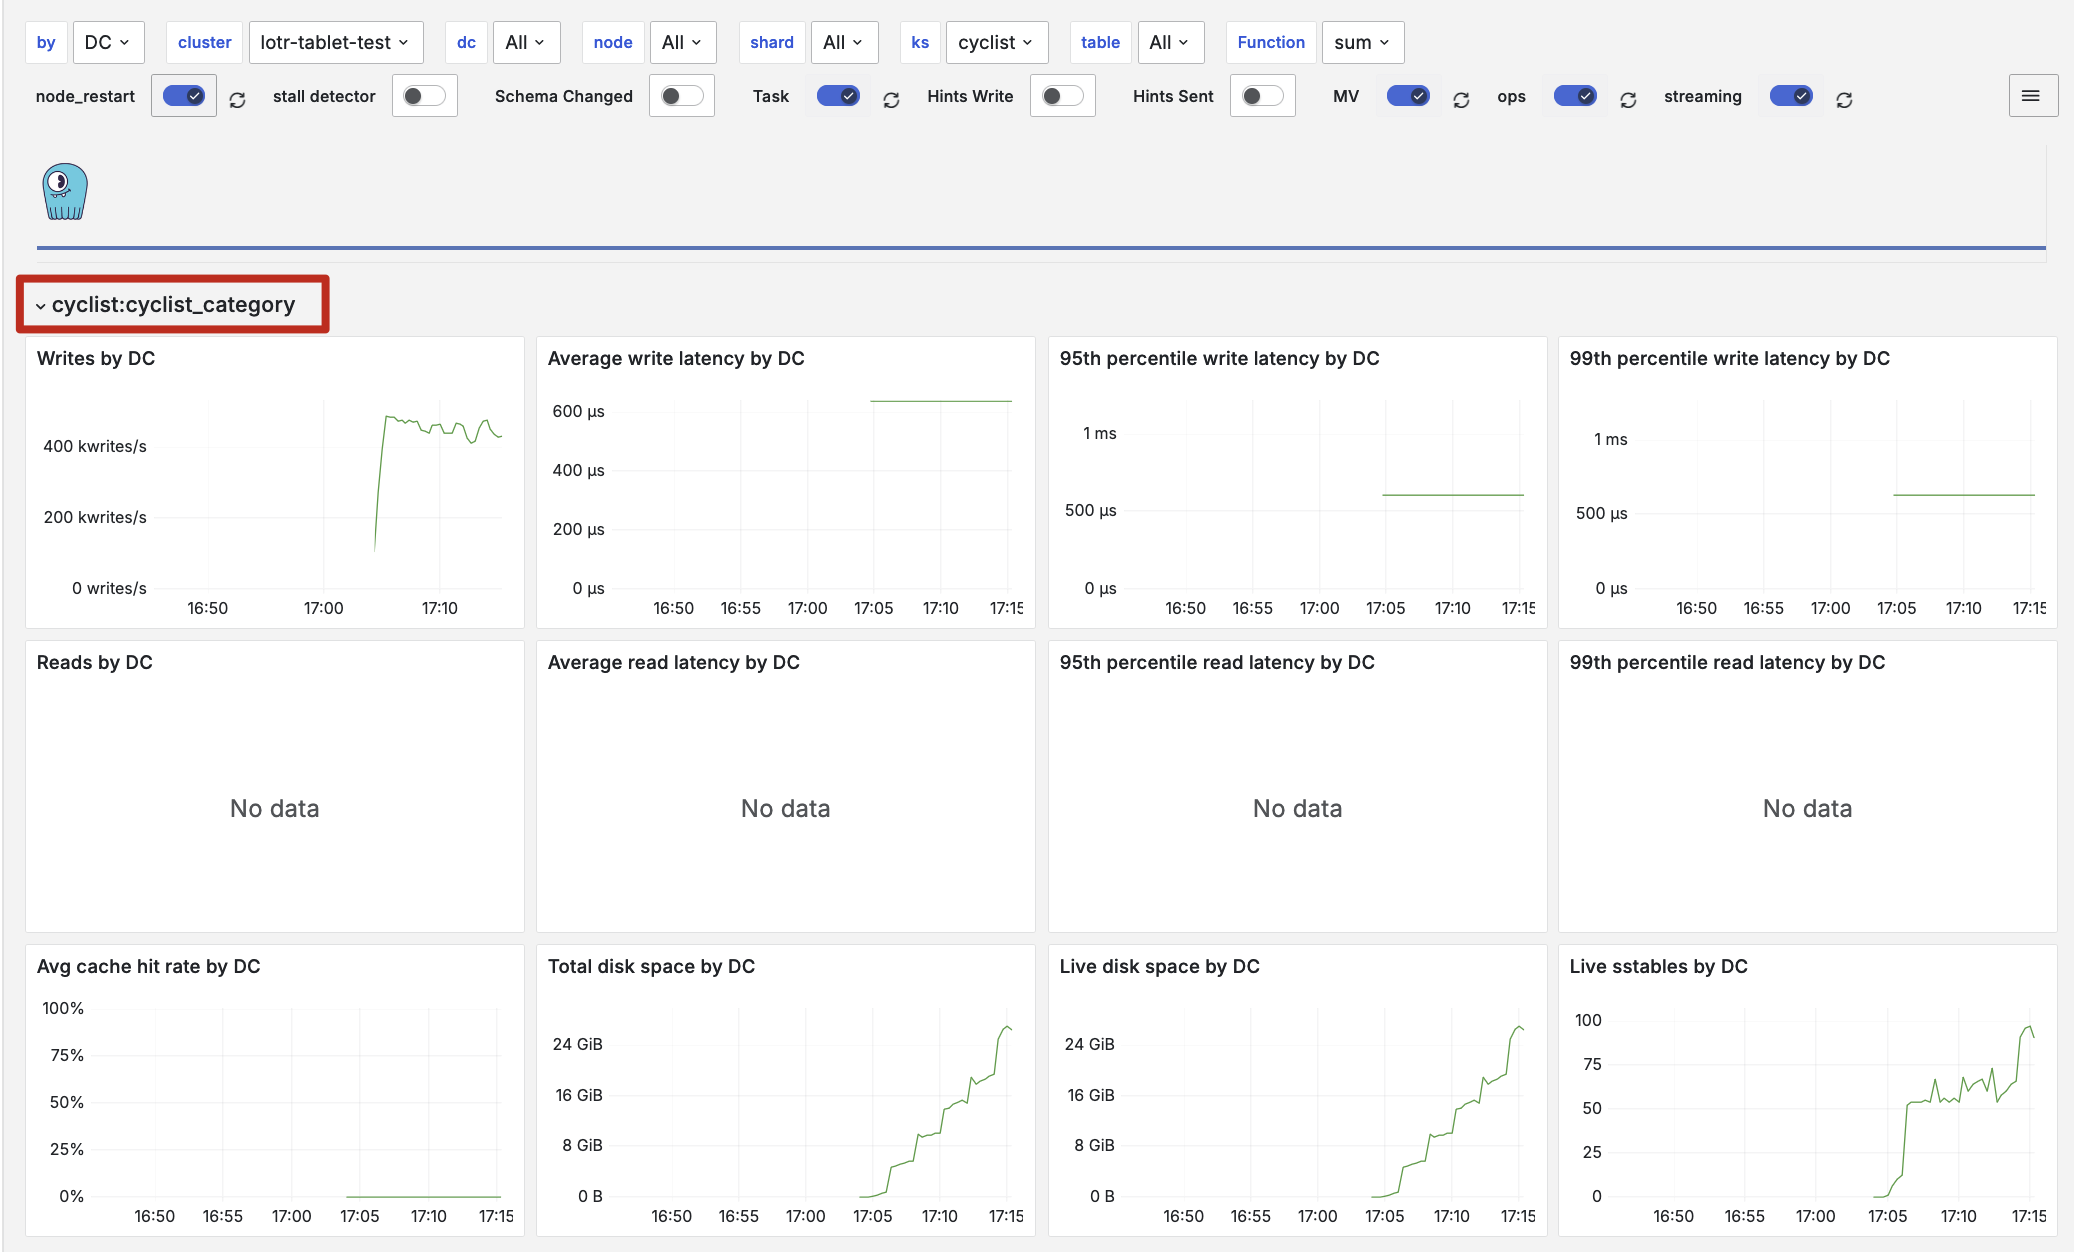 by DC cluster lotr-tablet-test dc All node All shard All ks cyclist table All Function sum
node_restart stall detector Schema Changed Task Hints Write Hints Sent MV ops streaming
cyclist:cyclist_category
Writes by DC
400 kwrites/s
200 kwrites/s
0 writes/s
16:50 17:00 17:10
Average write latency by DC
600 µs
400 µs
200 µs
0 µs
16:50 16:55 17:00 17:05 17:10 17:15
95th percentile write latency by DC
1 ms
500 µs
0 µs
16:50 16:55 17:00 17:05 17:10 17:15
99th percentile write latency by DC
1 ms
500 µs
0 µs
16:50 16:55 17:00 17:05 17:10 17:15
Reads by DC
No data
Average read latency by DC
No data
95th percentile read latency by DC
No data
99th percentile read latency by DC
No data
Avg cache hit rate by DC
100%
75%
50%
25%
0%
16:50 16:55 17:00 17:05 17:10 17:15
Total disk space by DC
24 GiB
16 GiB
8 GiB
0 B
16:50 16:55 17:00 17:05 17:10 17:15
Live disk space by DC
24 GiB
16 GiB
8 GiB
0 B
16:50 16:55 17:00 17:05 17:10 17:15
Live sstables by DC
100
75
50
25
0
16:50 16:55 17:00 17:05 17:10 17:15